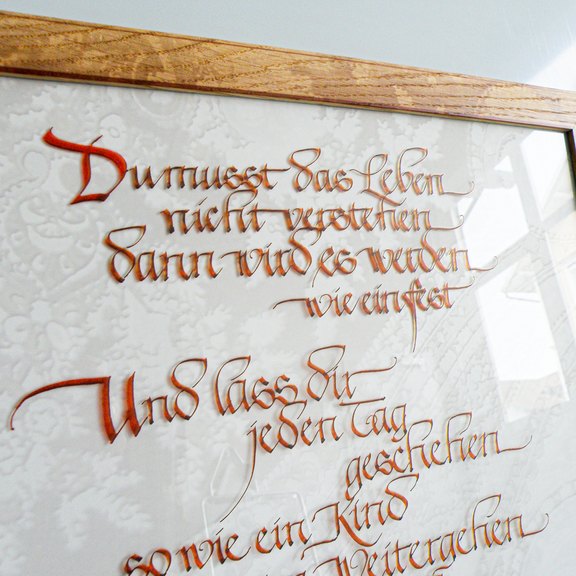 Du musst das Leben
nicht verstehen
dann wird es werden
wie ein fest
Und lass dir
jeden Tag
geschehen
so wie ein Kind
Weitergehen